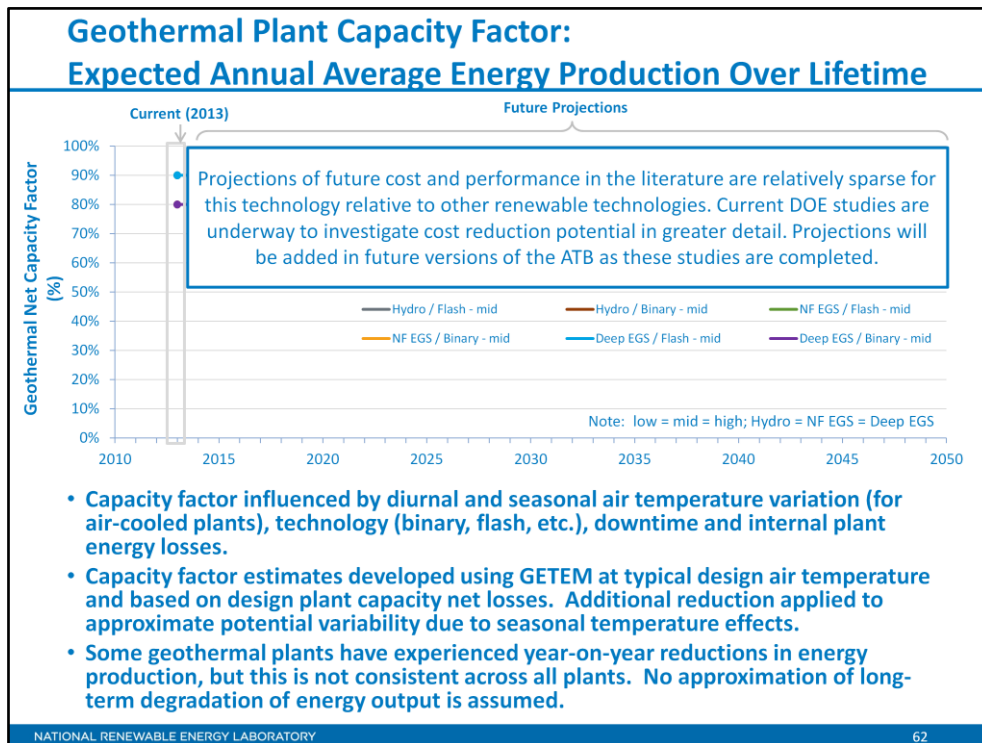 Geothermal Plant Capacity Factor:
Expected Annual Average Energy Production Over Lifetime
Current (2013)
Future Projections
Geothermal Net Capacity Factor
(%)
100%
90%
80%
70%
60%
50%
40%
30%
20%
10%
0%
Projections of future cost and performance in the literature are relatively sparse for
this technology relative to other renewable technologies. Current DOE studies are
underway to investigate cost reduction potential in greater detail. Projections will
be added in future versions of the ATB as these studies are completed.
Hydro / Flash - mid
Hydro / Binary - mid
NF EGS / Flash - mid
NF EGS / Binary - mid
Deep EGS / Flash - mid
Deep EGS / Binary - mid
Note: low = mid = high; Hydro = NF EGS = Deep EGS
2010 2015 2020 2025 2030 2035 2040 2045 2050
• Capacity factor influenced by diurnal and seasonal air temperature variation (for
air-cooled plants), technology (binary, flash, etc.), downtime and internal plant
energy losses.
• Capacity factor estimates developed using GETEM at typical design air temperature
and based on design plant capacity net losses. Additional reduction applied to
approximate potential variability due to seasonal temperature effects.
• Some geothermal plants have experienced year-on-year reductions in energy
production, but this is not consistent across all plants. No approximation of long-
term degradation of energy output is assumed.
NATIONAL RENEWABLE ENERGY LABORATORY
62